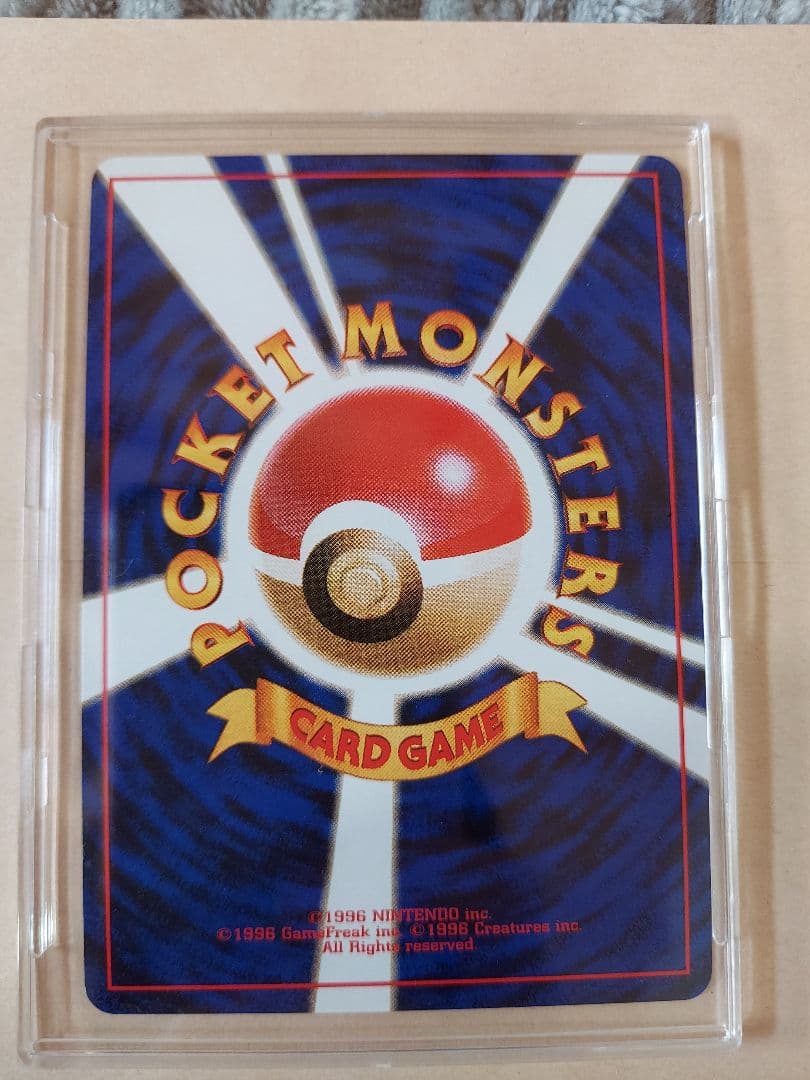 POCKET MONSTERS
CARD GAME
©1996 NINTENDO inc.
©1996 GameFreak inc. ©1996 Creatures inc.
All Rights reserved.